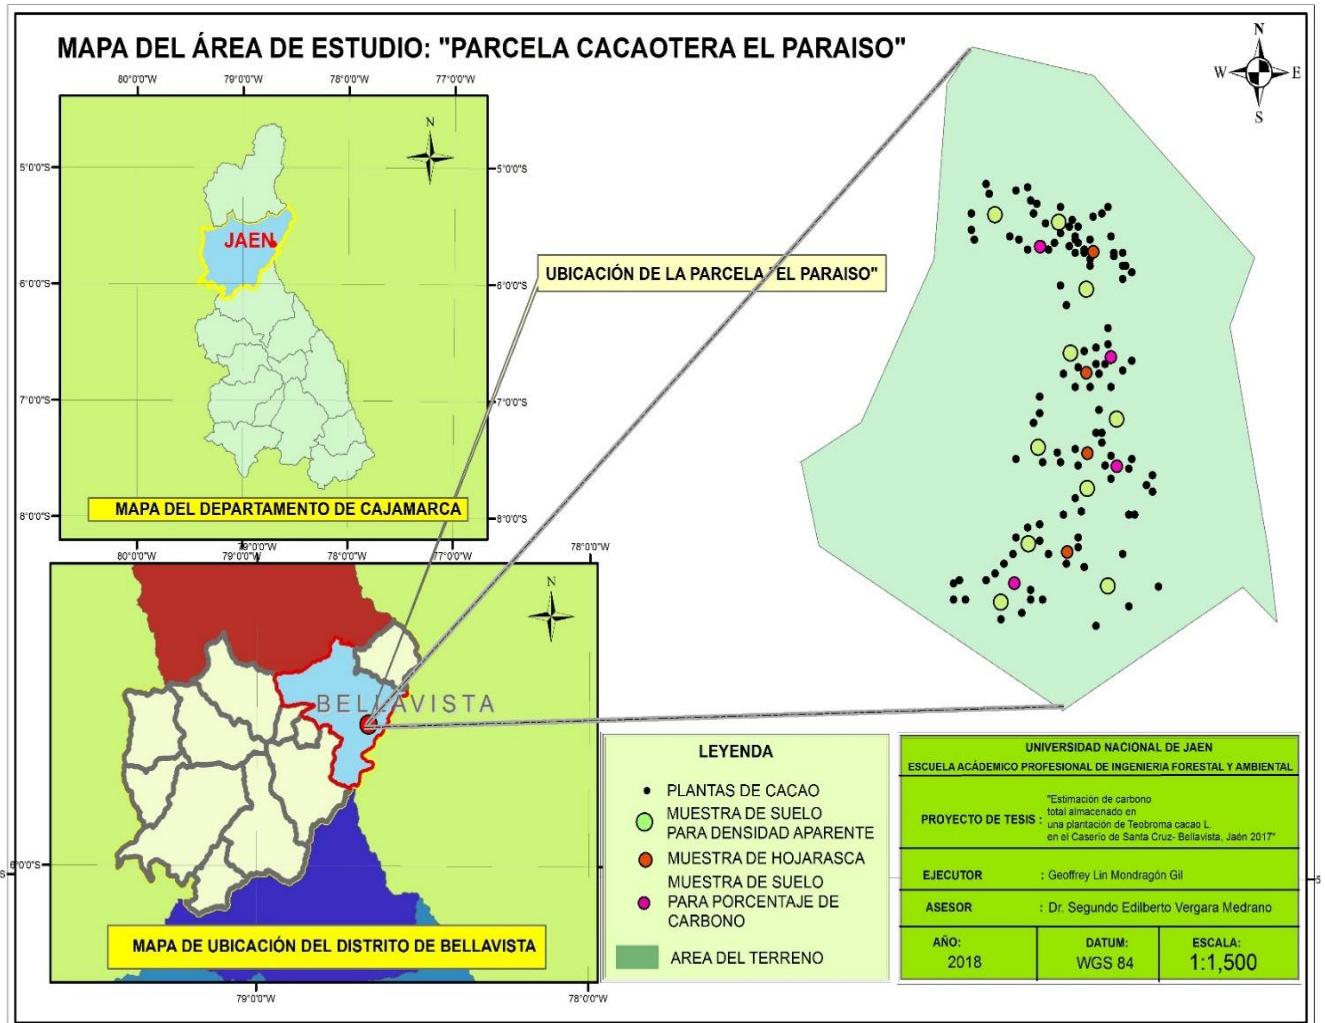 MAPA DEL ÁREA DE ESTUDIO: "PARCELA CACAOTERA EL PARAISO"
N
W E
S
80°0'0"W 79°0'0"W 78°0'0"W 77°0'0"W
N
5°0'0"S 5°0'0"S
JAEN
6°0'0"S 6°0'0"S
7°0'0"S 7°0'0"S
8°0'0"S 8°0'0"S
MAPA DEL DEPARTAMENTO DE CAJAMARCA
80°0'0"W 79°0'0"W 78°0'0"W 77°0'0"W
UBICACIÓN DE LA PARCELA "EL PARAISO"
79°0'0"W 78°0'0"W
N
BELLAVISTA
6°0'0"S
MAPA DE UBICACIÓN DEL DISTRITO DE BELLAVISTA
79°0'0"W 78°0'0"W
LEYENDA
PLANTAS DE CACAO
MUESTRA DE SUELO
PARA DENSIDAD APARENTE
MUESTRA DE HOJARASCA
MUESTRA DE SUELO
PARA PORCENTAJE DE
CARBONO
AREA DEL TERRENO
UNIVERSIDAD NACIONAL DE JAEN
ESCUELA ACÁDEMICO PROFESIONAL DE INGENIERIA FORESTAL Y AMBIENTAL
PROYECTO DE TESIS :
"Estimación de carbono
total almacenado en
una plantación de Teobroma cacao L.
en el Caserio de Santa Cruz- Bellavista, Jaén 2017"
EJECUTOR : Geoffrey Lin Mondragón Gil
ASESOR : Dr. Segundo Edilberto Vergara Medrano
AÑO:
2018
DATUM:
WGS 84
ESCALA:
1:1,500